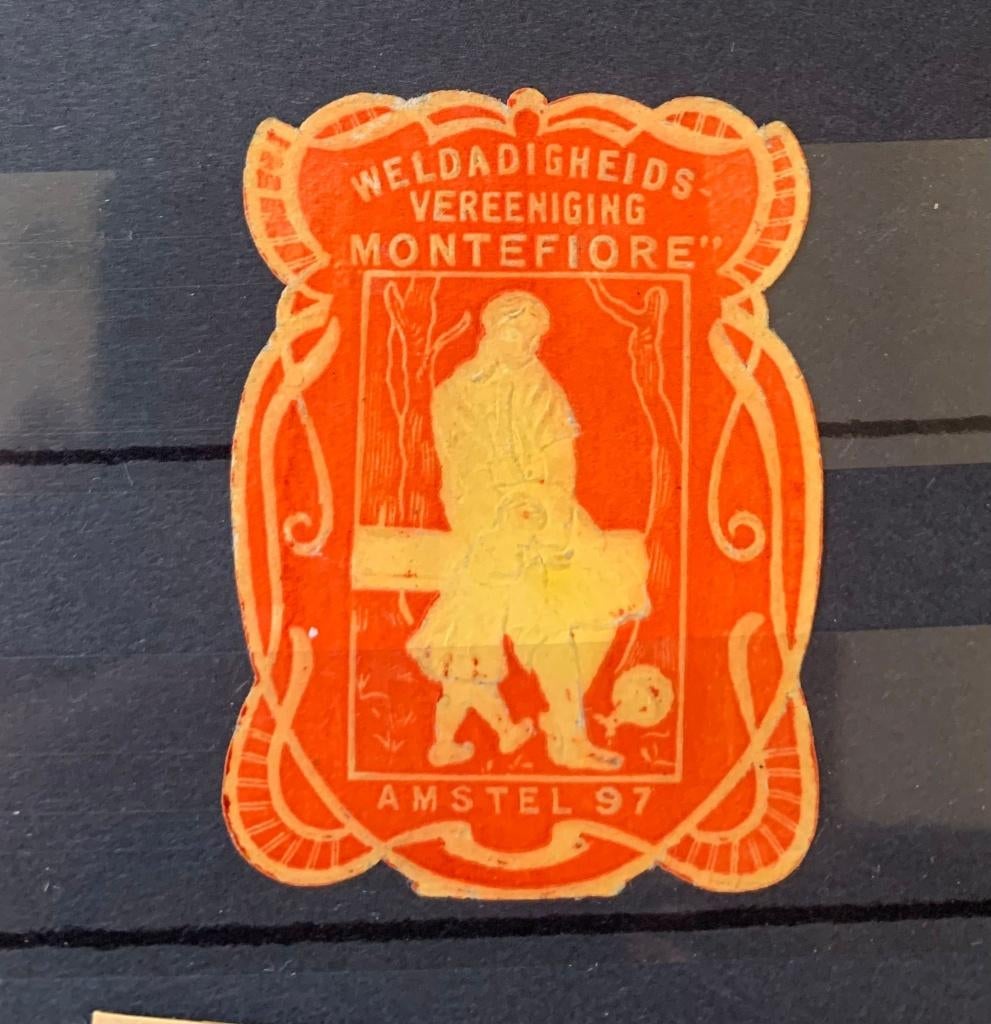 WELDADIGHEIDS-
VEREENIGING
MONTEFIORE”
AMSTEL 97